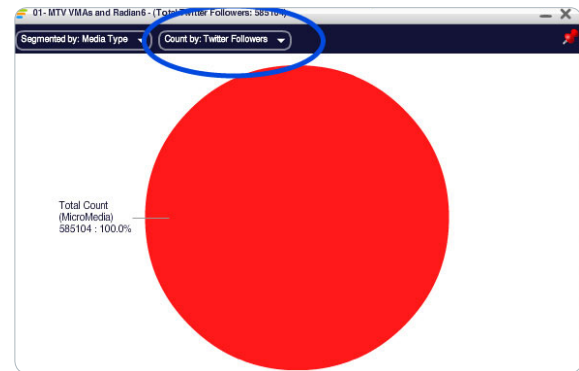 01- MTV VMAs and Radian6 - (Total Twitter Followers: 585104)
Segmented by: Media Type
Count by: Twitter Followers
Total Count
(MicroMedia)
585104 : 100.0%